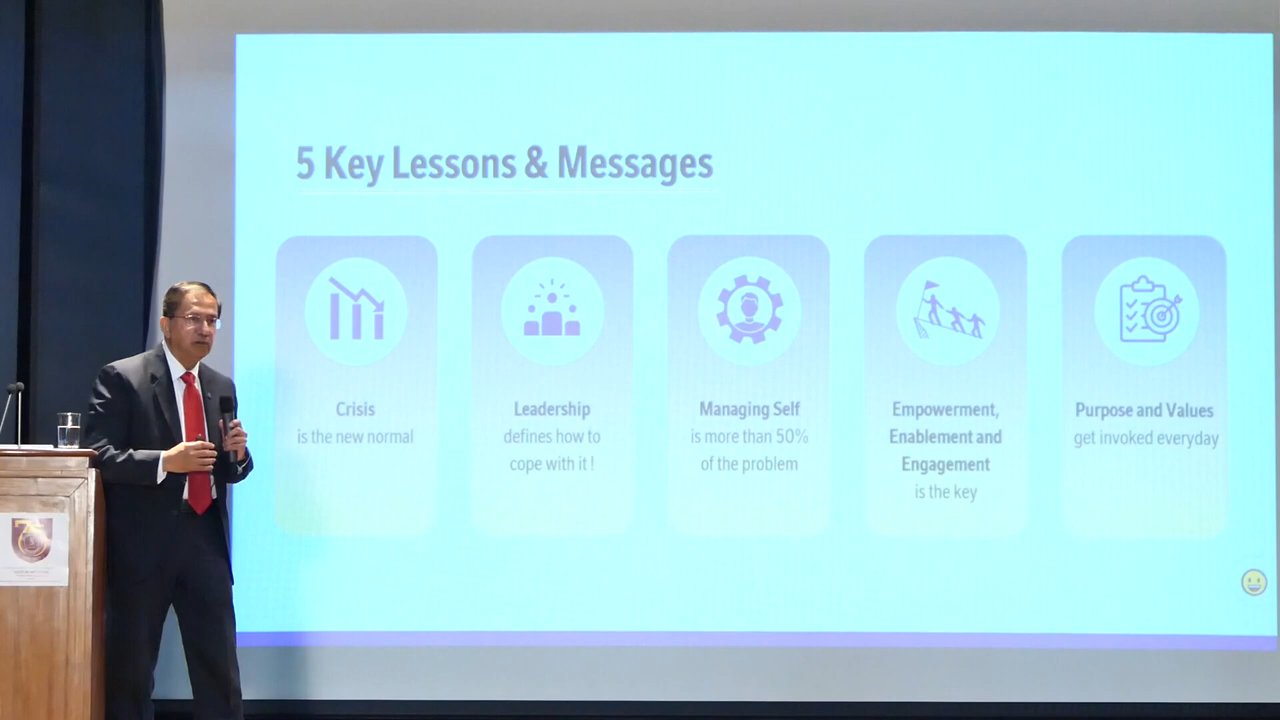 5 Key Lessons & Messages
Crisis
is the new normal
Leadership
defines how to
cope with it !
Managing Self
is more than 50%
of the problem
Empowerment,
Enablement and
Engagement
is the key
Purpose and Values
get invoked everyday
75